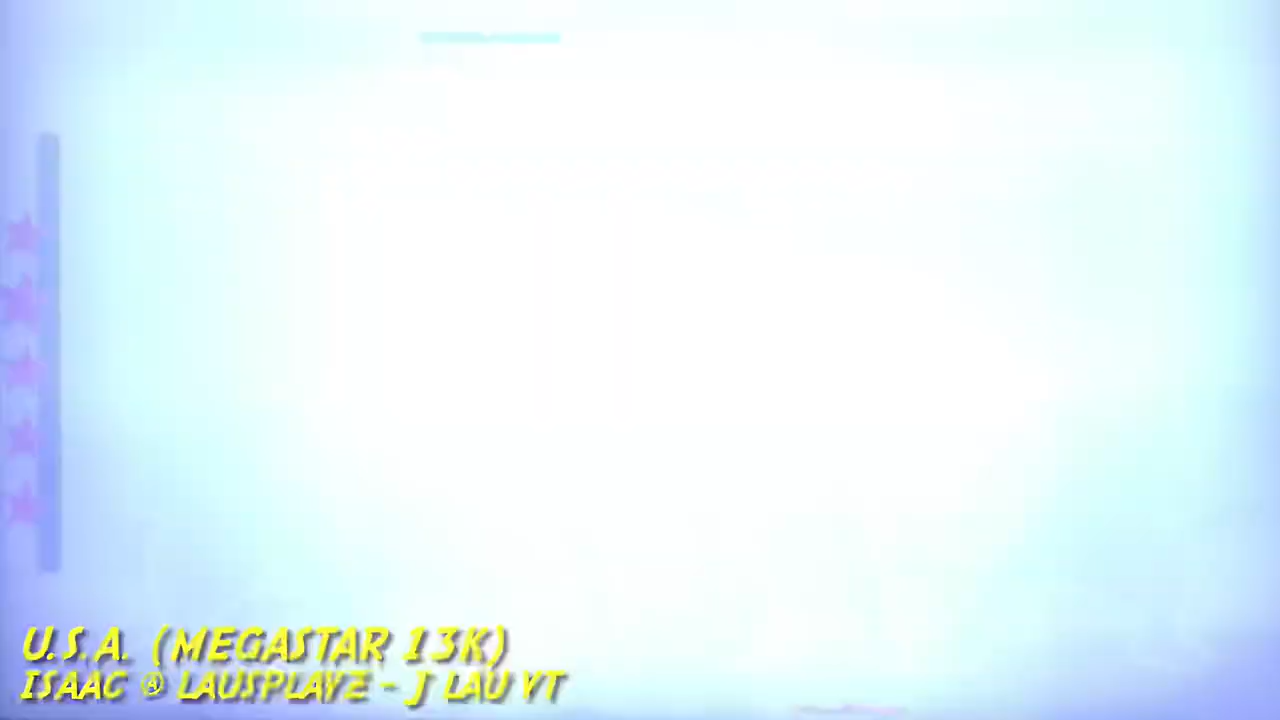 U.S.A. (MEGASTAR 13K)
ISAAC @ LAUSPLAYZ - J LAU YT